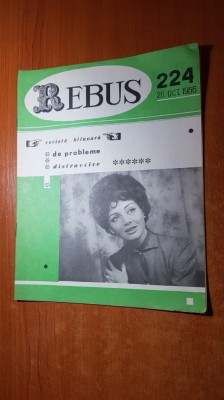 REBUS
224
20.OCT.1966
revistă bilunară
de probleme
distractive